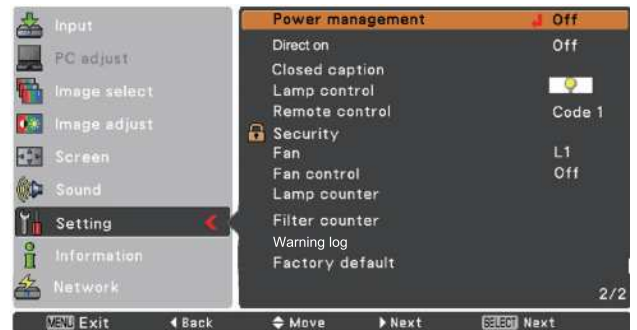 Input
PC adjust
Image select
Image adjust
Screen
Sound
Setting
Information
Network
Power management Off
Direct on Off
Closed caption
Lamp control
Remote control Code 1
Security
Fan L1
Fan control Off
Lamp counter
Filter counter
Warning log
Factory default
2/2
MENU Exit Back Move Next SELECT Next